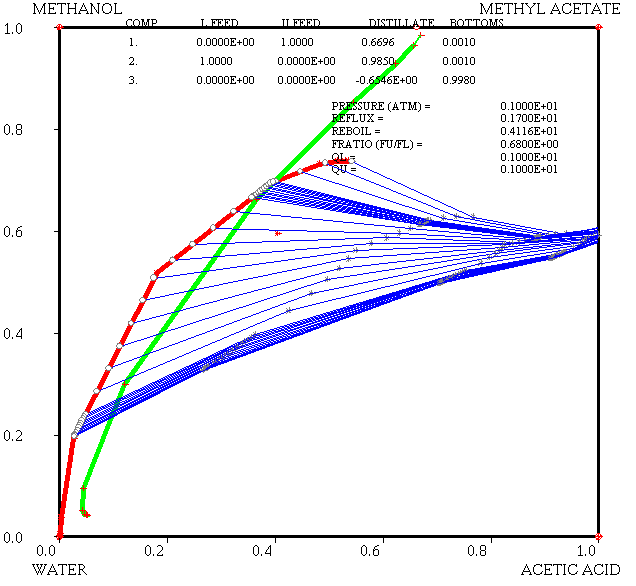 METHANOL METHYL ACETATE
COMP L FEED U FEED DISTILLATE BOTTOMS
1.0
1. 0.0000E+00 1.0000 0.6696 0.0010
2. 1.0000 0.0000E+00 0.9850 0.0010
3. 0.0000E+00 0.0000E+00 -0.6546E+00 0.9980
PRESSURE (ATM) = 0.1000E+01
REFLUX = 0.1700E+01
0.8
REBOIL = 0.4116E+01
FRATIO (FU/FL) = 0.6800E+00
QL = 0.1000E+01
QU = 0.1000E+01
0.6
0.4
0.2
0.0
0.0 0.2 0.4 0.6 0.8 1.0
WATER ACETIC ACID